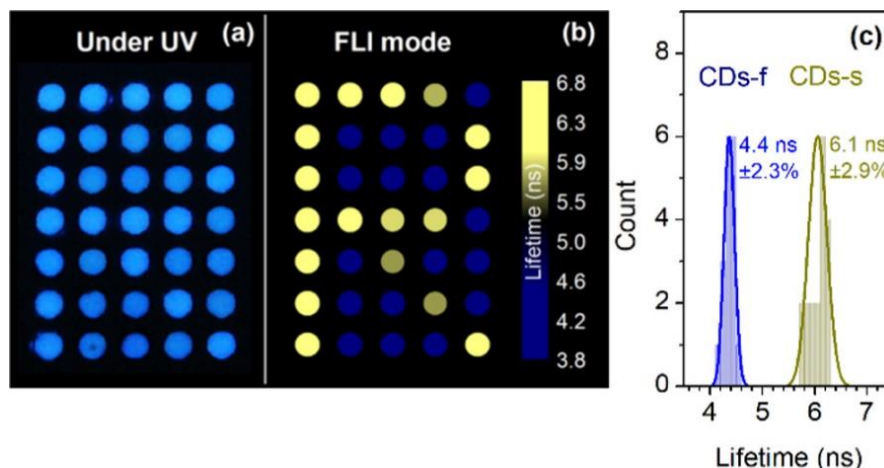 Under UV (a)
FLI mode (b)
6.8
6.3
5.9
5.5
5.0
4.6
4.2
3.8
Lifetime (ns)
(c)
CDs-f CDs-s
4.4 ns
±2.3%
6.1 ns
±2.9%
8
6
4
2
0
Count
4 5 6 7
Lifetime (ns)